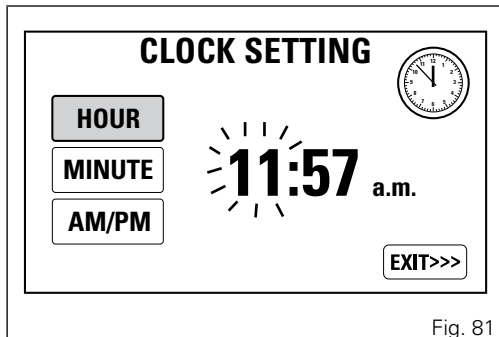 CLOCK SETTING
HOUR
MINUTE
AM/PM
11:57 a.m.
EXIT>>>
Fig. 81